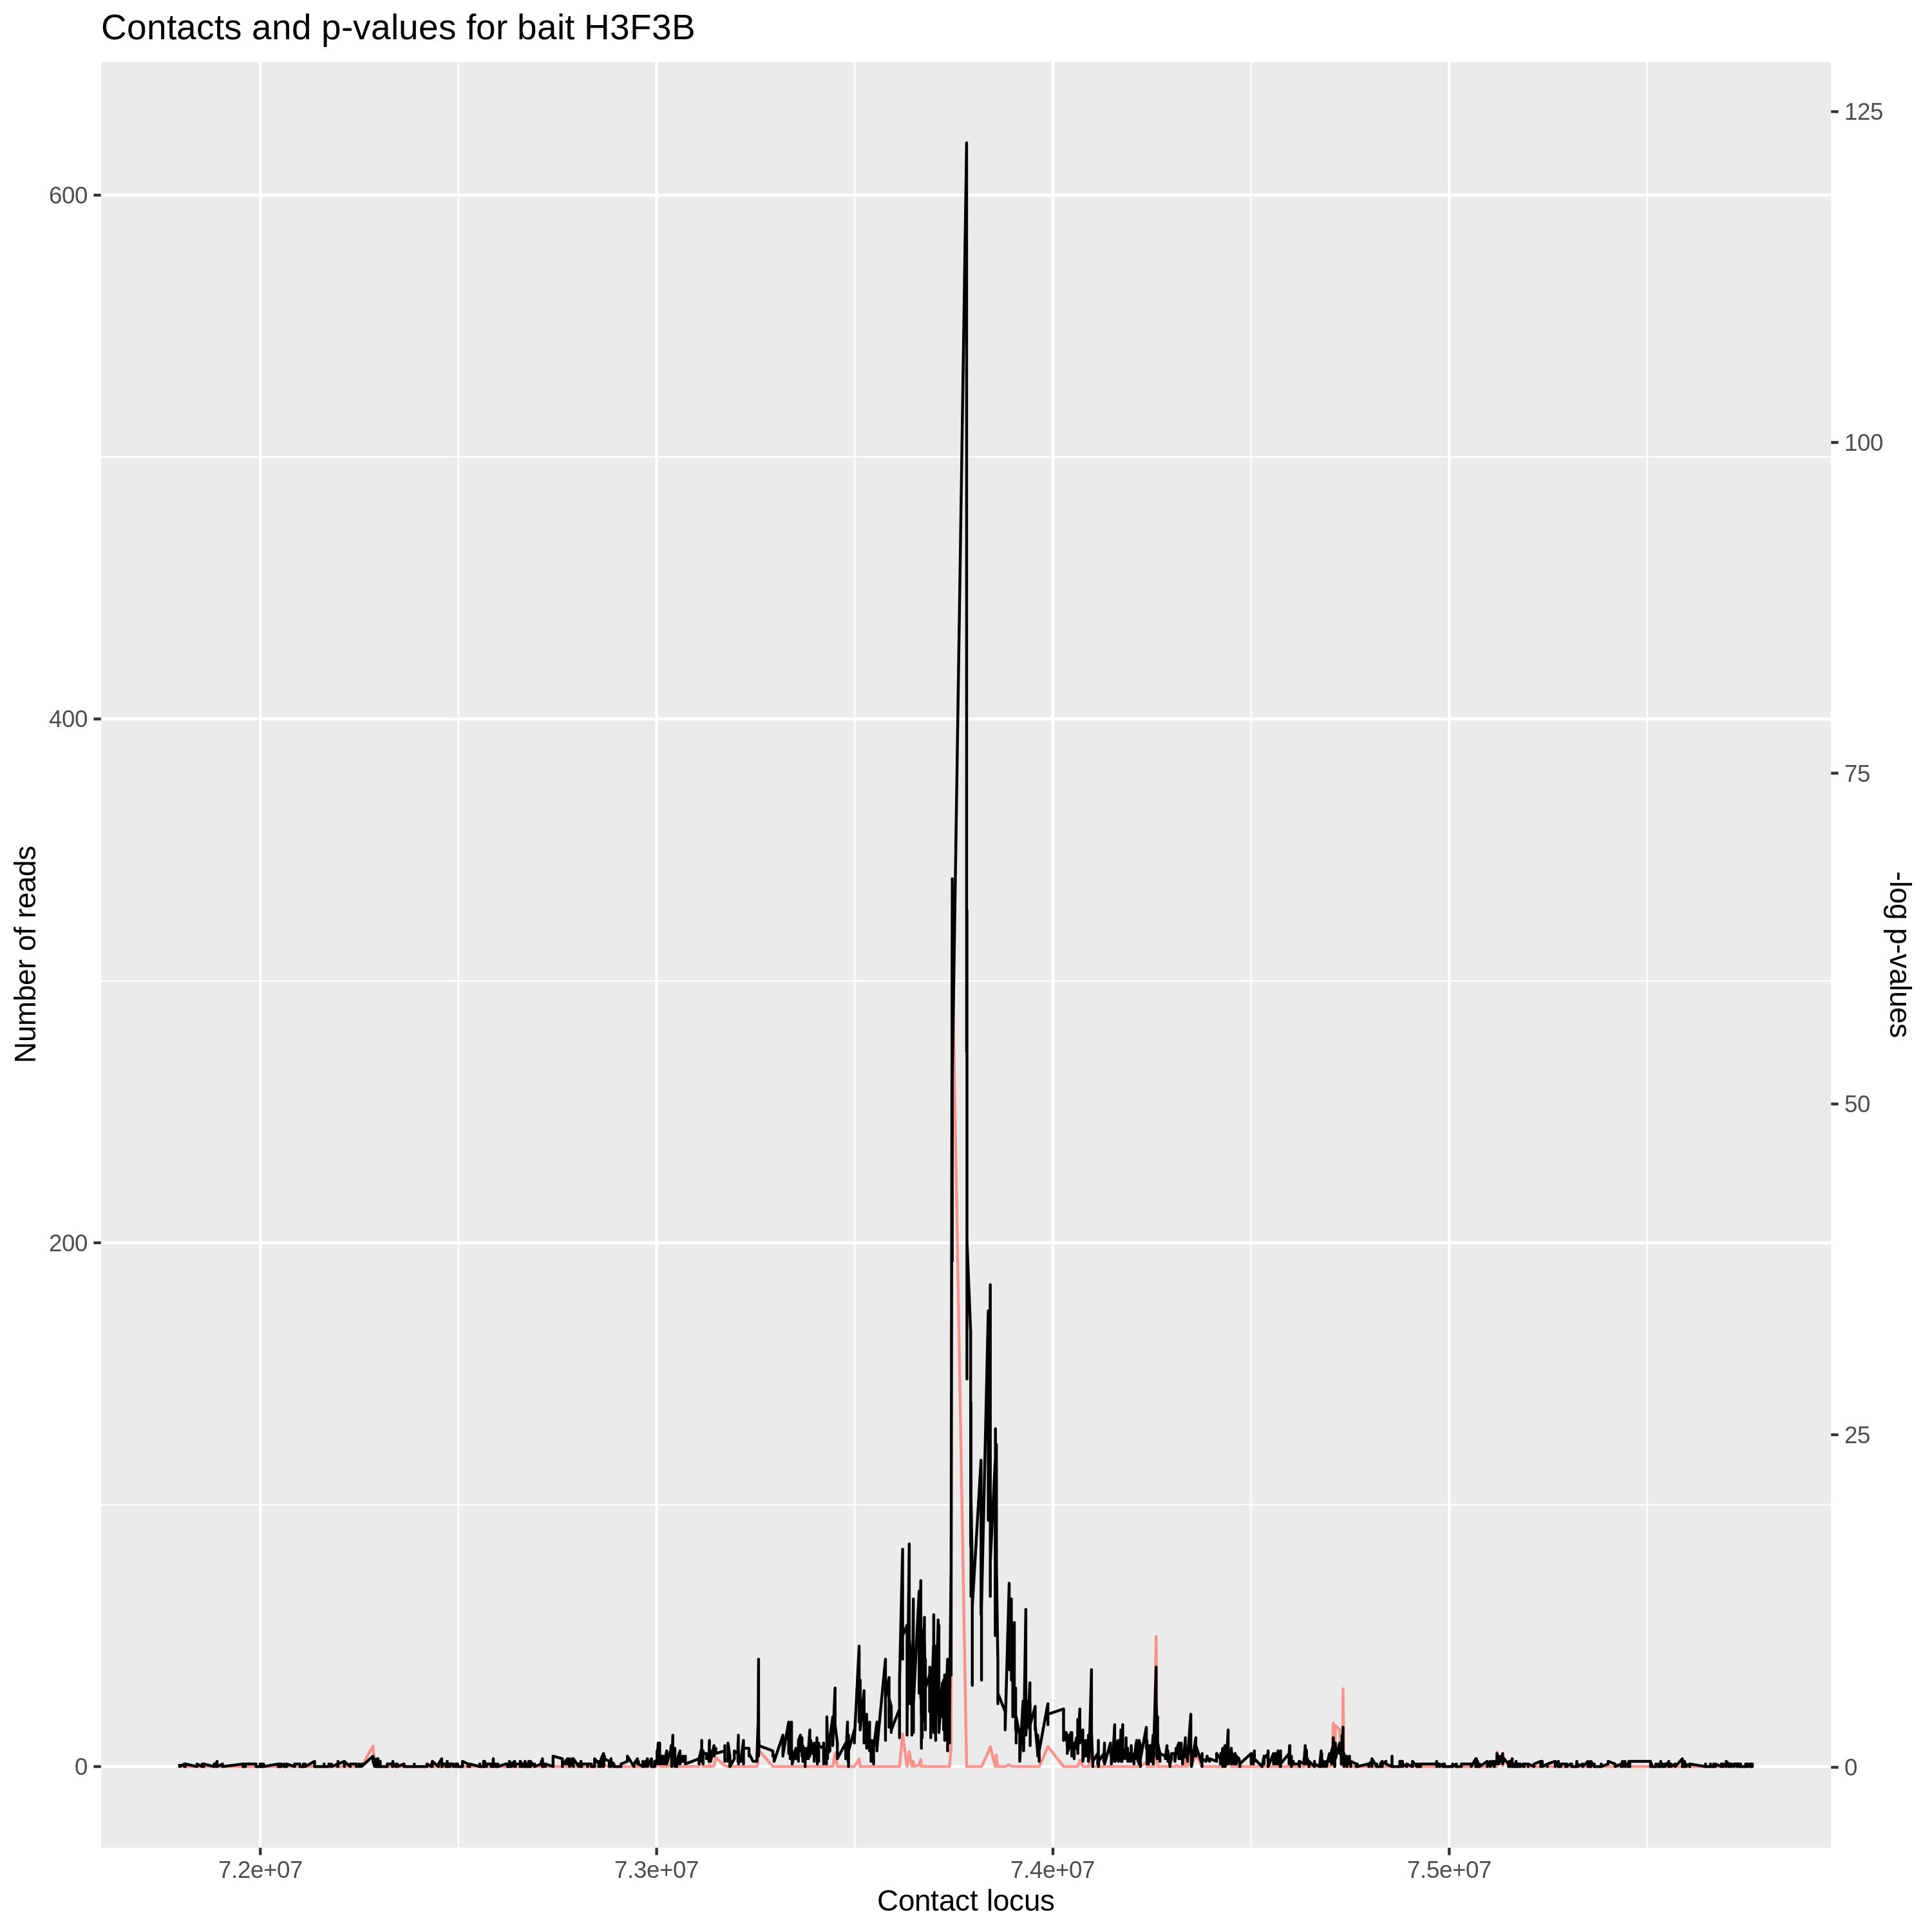 Contacts and p-values for bait H3F3B
Number of reads
600
400
200
0
125
100
75
50
25
0
-log p-values
7.2e+07
7.3e+07
7.4e+07
7.5e+07
Contact locus